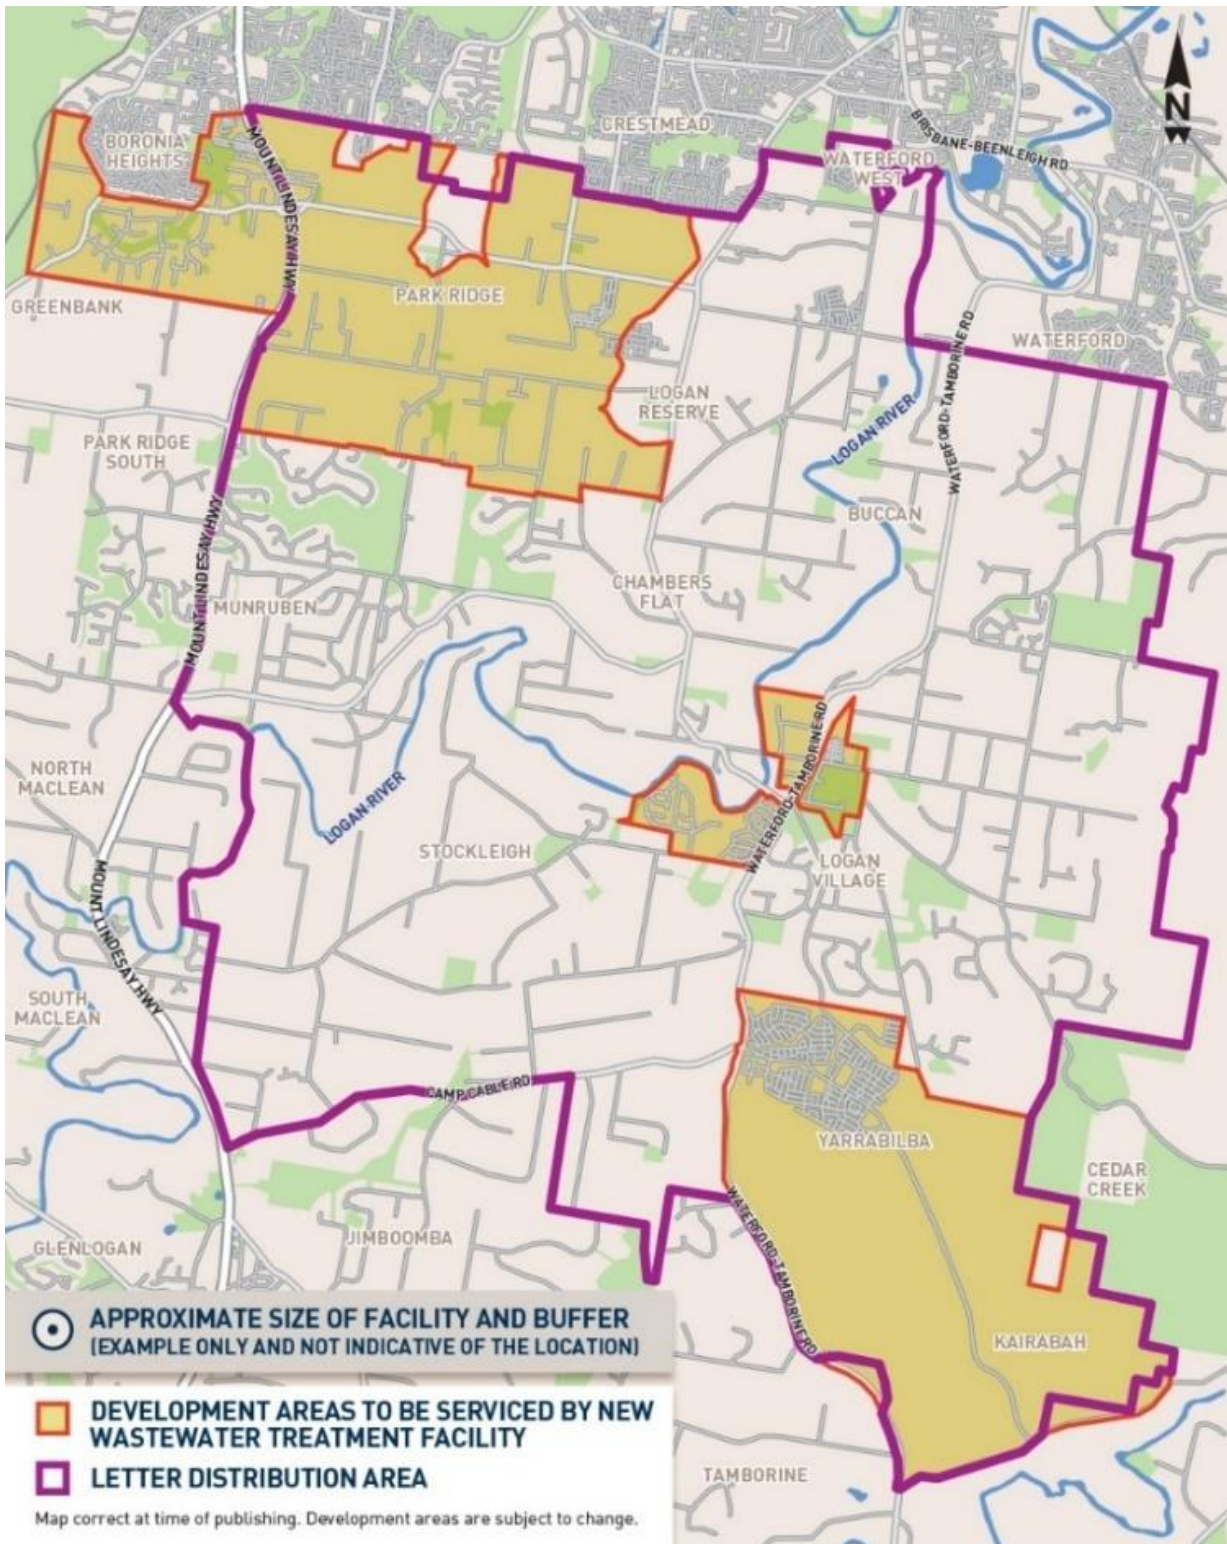 N
BORONIA
HEIGHTS
CRESTMEAD
BRISBANE-BEENLEIGH RD
WATERFORD
WEST
MOUNT LINDESAY HWY
GREENBANK
PARK RIDGE
WATERFORD
WATERFORD-TAMBORINE RD
LOGAN
RESERVE
LOGAN RIVER
PARK RIDGE
SOUTH
BUCCAN
MOUNT LINDESAY HWY
CHAMBERS
FLAT
MUNRUBEN
NORTH
MACLEAN
LOGAN RIVER
WATERFORD-TAMBORINE RD
STOCKLEIGH
LOGAN
VILLAGE
MOUNT LINDESAY HWY
SOUTH
MACLEAN
CAMP CABLE RD
YARRABILBA
CEDAR
CREEK
WATERFORD-TAMBORINE RD
JIMBOOMBA
GLENLOGAN
KAIRABAH
TAMBORINE
APPROXIMATE SIZE OF FACILITY AND BUFFER
(EXAMPLE ONLY AND NOT INDICATIVE OF THE LOCATION)
DEVELOPMENT AREAS TO BE SERVICED BY NEW
WASTEWATER TREATMENT FACILITY
LETTER DISTRIBUTION AREA
Map correct at time of publishing. Development areas are subject to change.